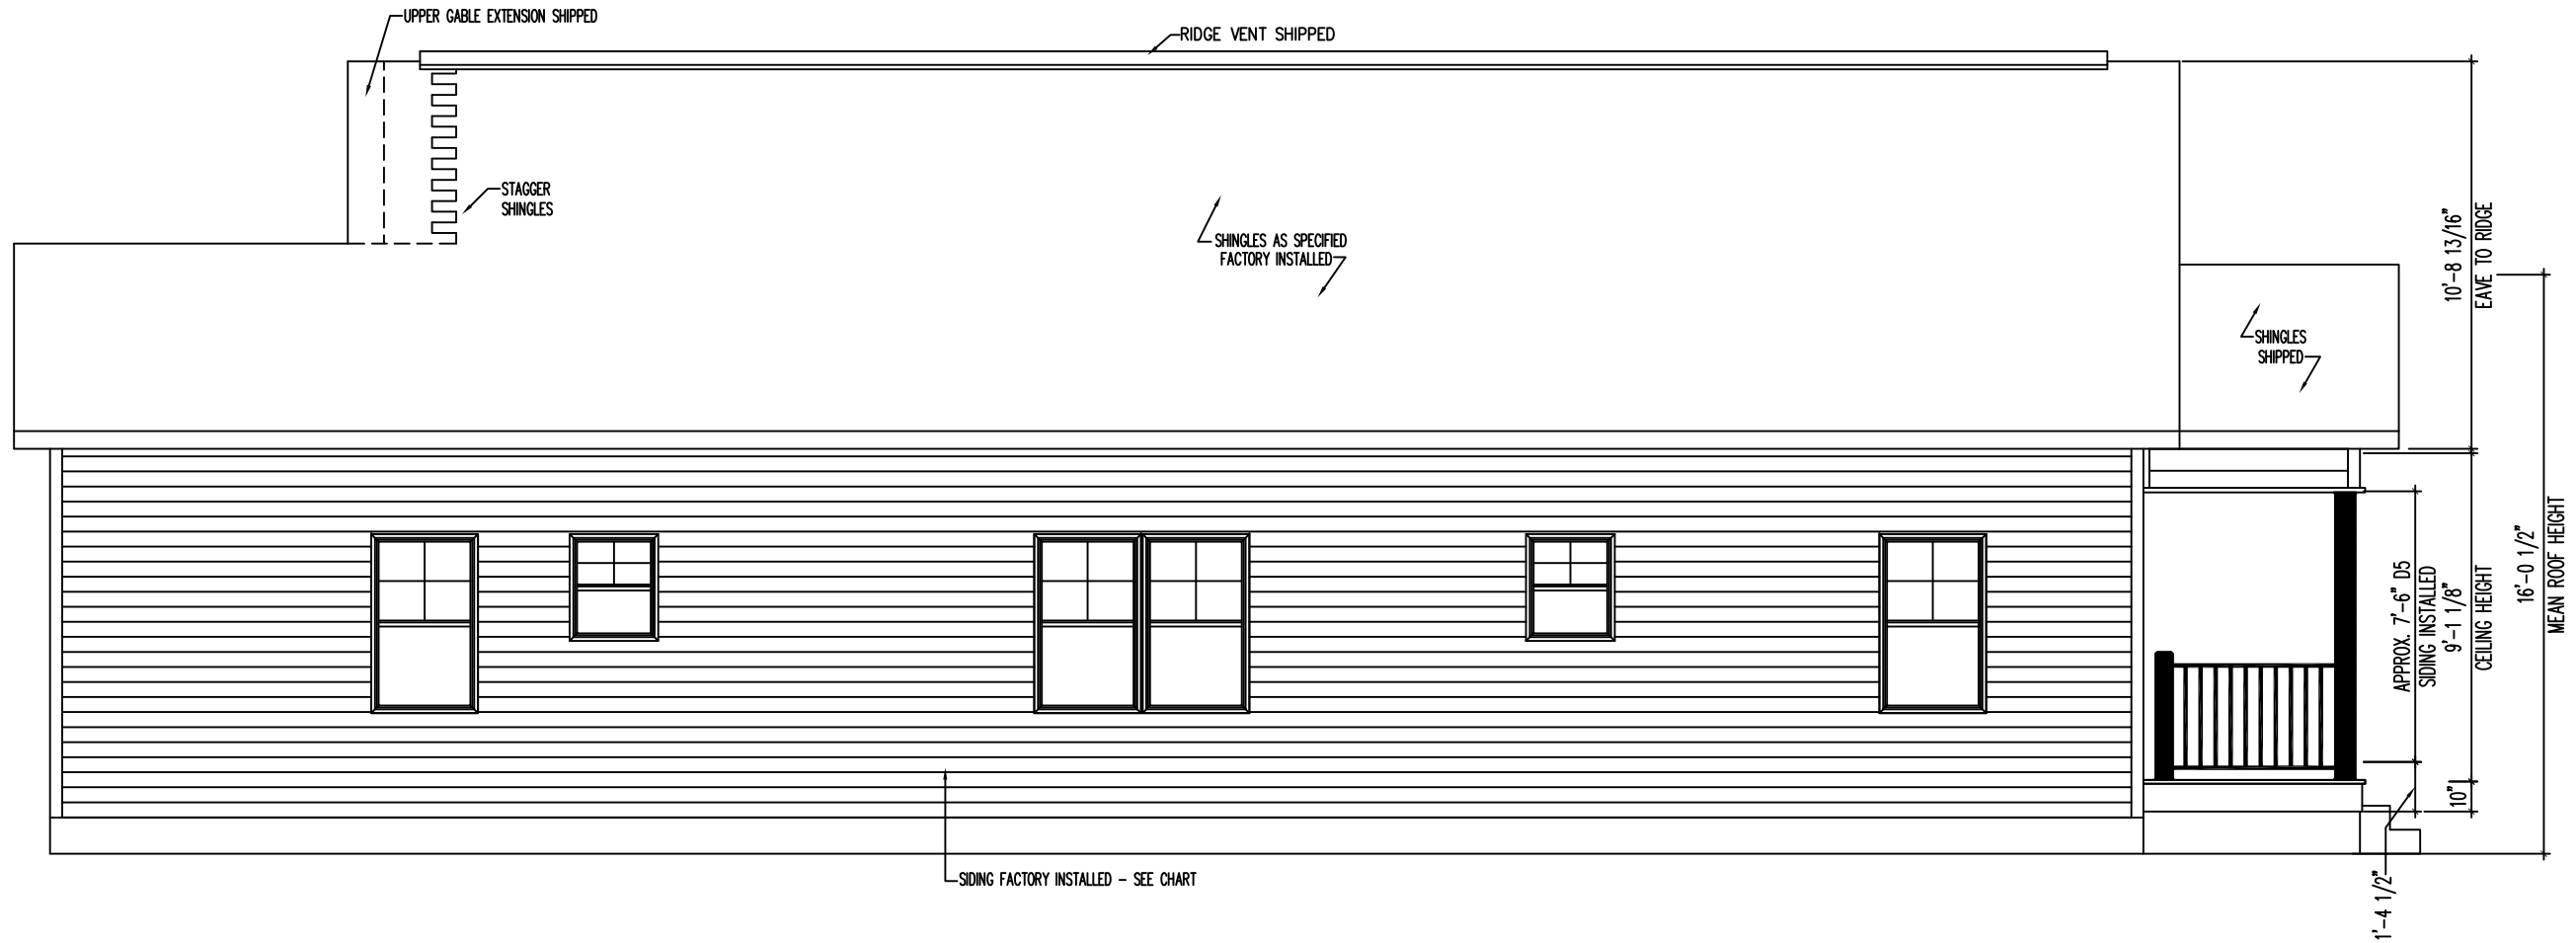 UPPER GABLE EXTENSION SHIPPED
RIDGE VENT SHIPPED
STAGGER
SHINGLES
SHINGLES AS SPECIFIED
FACTORY INSTALLED
SHINGLES
SHIPPED
10'-8 13/16"
EAVE TO RIDGE
APPROX. 7'-6" D5
SIDING INSTALLED
9'-1 1/8"
CEILING HEIGHT
16'-0 1/2"
MEAN ROOF HEIGHT
10"
1'-4 1/2"
SIDING FACTORY INSTALLED - SEE CHART